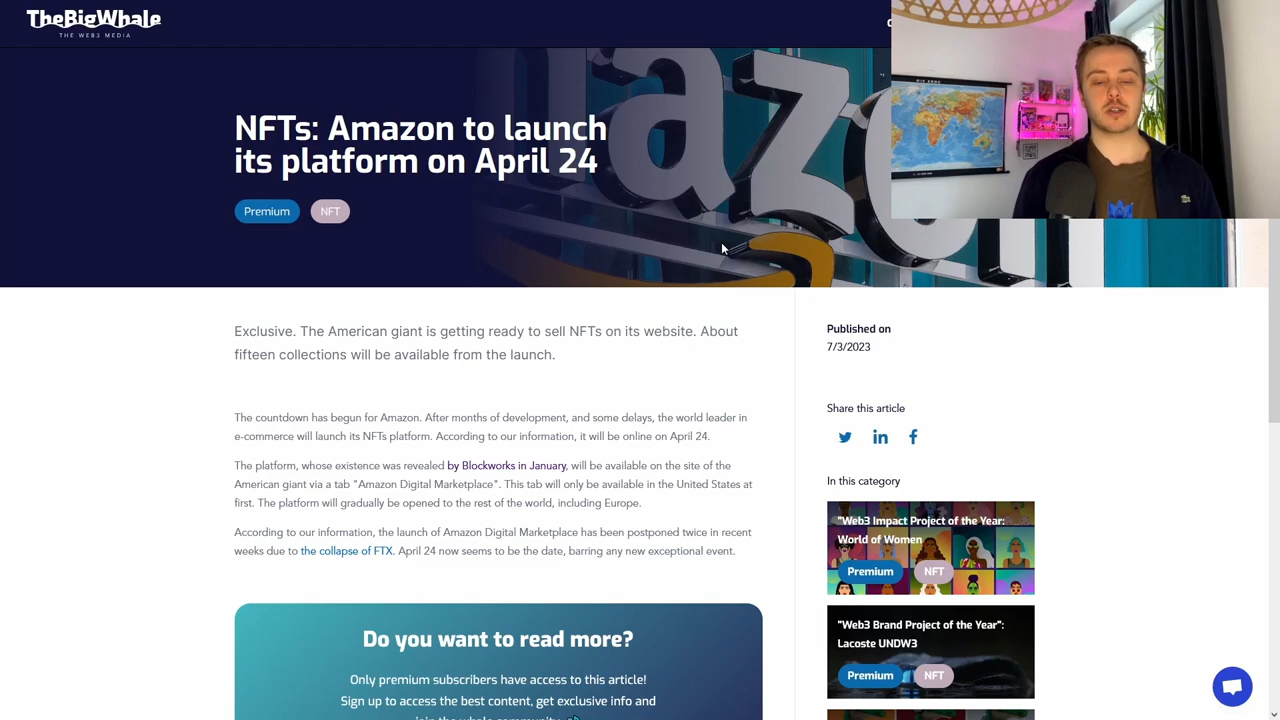 TheBigWhale
THE WEB3 MEDIA
NFTs: Amazon to launch
its platform on April 24
Premium
NFT
Exclusive. The American giant is getting ready to sell NFTs on its website. About
fifteen collections will be available from the launch.
The countdown has begun for Amazon. After months of development, and some delays, the world leader in
e-commerce will launch its NFTs platform. According to our information, it will be online on April 24.
The platform, whose existence was revealed by Blockworks in January, will be available on the site of the
American giant via a tab "Amazon Digital Marketplace". This tab will only be available in the United States at
first. The platform will gradually be opened to the rest of the world, including Europe.
According to our information, the launch of Amazon Digital Marketplace has been postponed twice in recent
weeks due to the collapse of FTX. April 24 now seems to be the date, barring any new exceptional event.
Do you want to read more?
Only premium subscribers have access to this article!
Sign up to access the best content, get exclusive info and
join the whole community
Published on
7/3/2023
Share this article
In this category
"Web3 Impact Project of the Year:
World of Women
Premium
NFT
"Web3 Brand Project of the Year":
Lacoste UNDW3
Premium
NFT